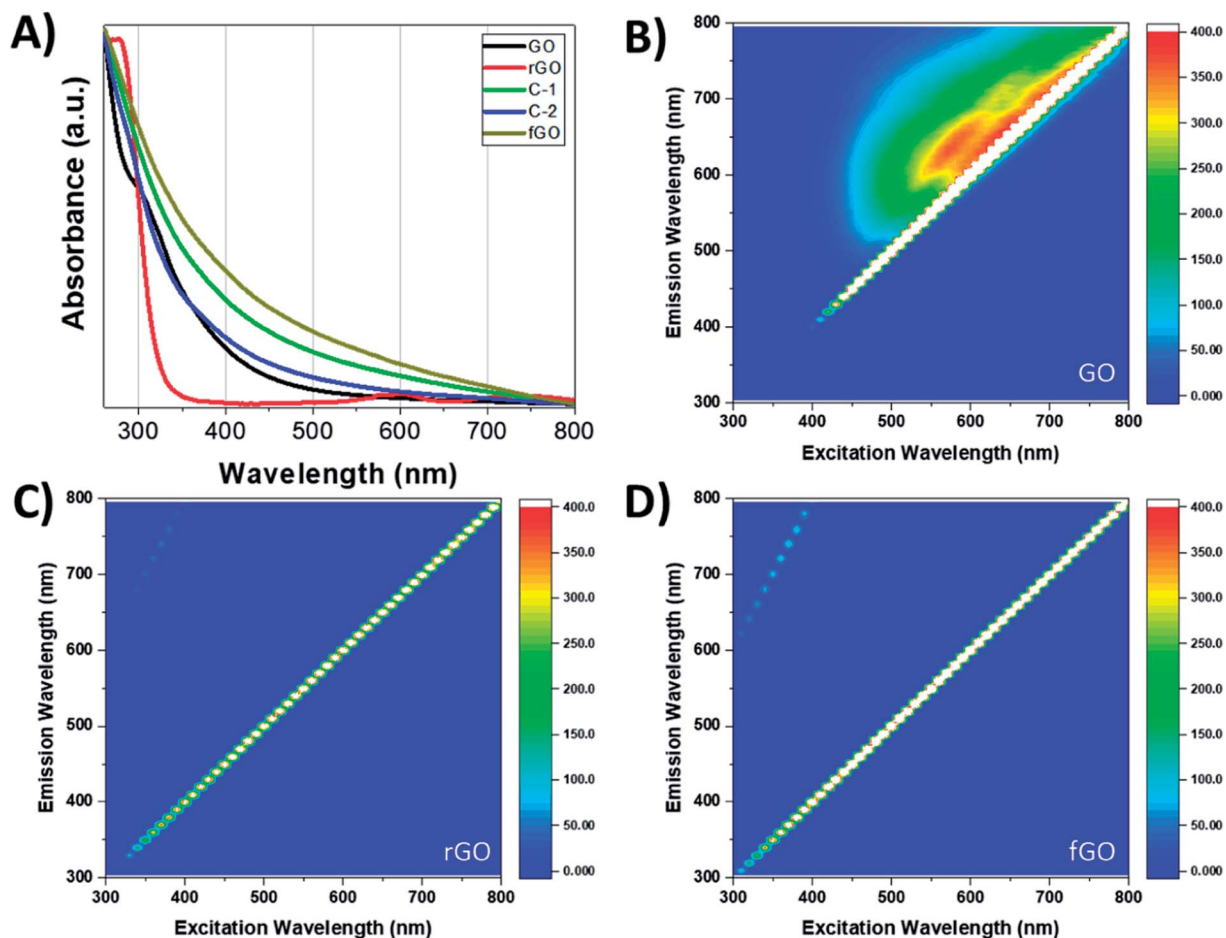 A)
Absorbance (a.u.)
GO
rGO
C-1
C-2
fGO
300 400 500 600 700 800
Wavelength (nm)
B)
Emission Wavelength (nm)
800
700
600
500
400
300
GO
300 400 500 600 700 800
Excitation Wavelength (nm)
400.0
350.0
300.0
250.0
200.0
150.0
100.0
50.00
0.000
C)
Emission Wavelength (nm)
800
700
600
500
400
300
rGO
300 400 500 600 700 800
Excitation Wavelength (nm)
400.0
350.0
300.0
250.0
200.0
150.0
100.0
50.00
0.000
D)
Emission Wavelength (nm)
800
700
600
500
400
300
fGO
300 400 500 600 700 800
Excitation Wavelength (nm)
400.0
350.0
300.0
250.0
200.0
150.0
100.0
50.00
0.000